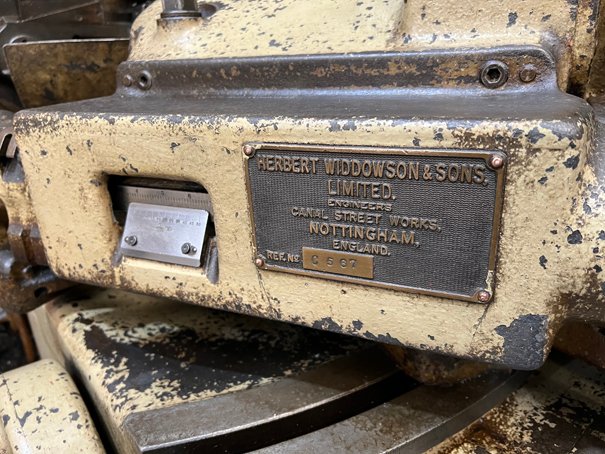 HERBERT WIDDOWSON & SONS,
LIMITED.
ENGINEERS
CANAL STREET WORKS,
NOTTINGHAM,
ENGLAND.
REF. No